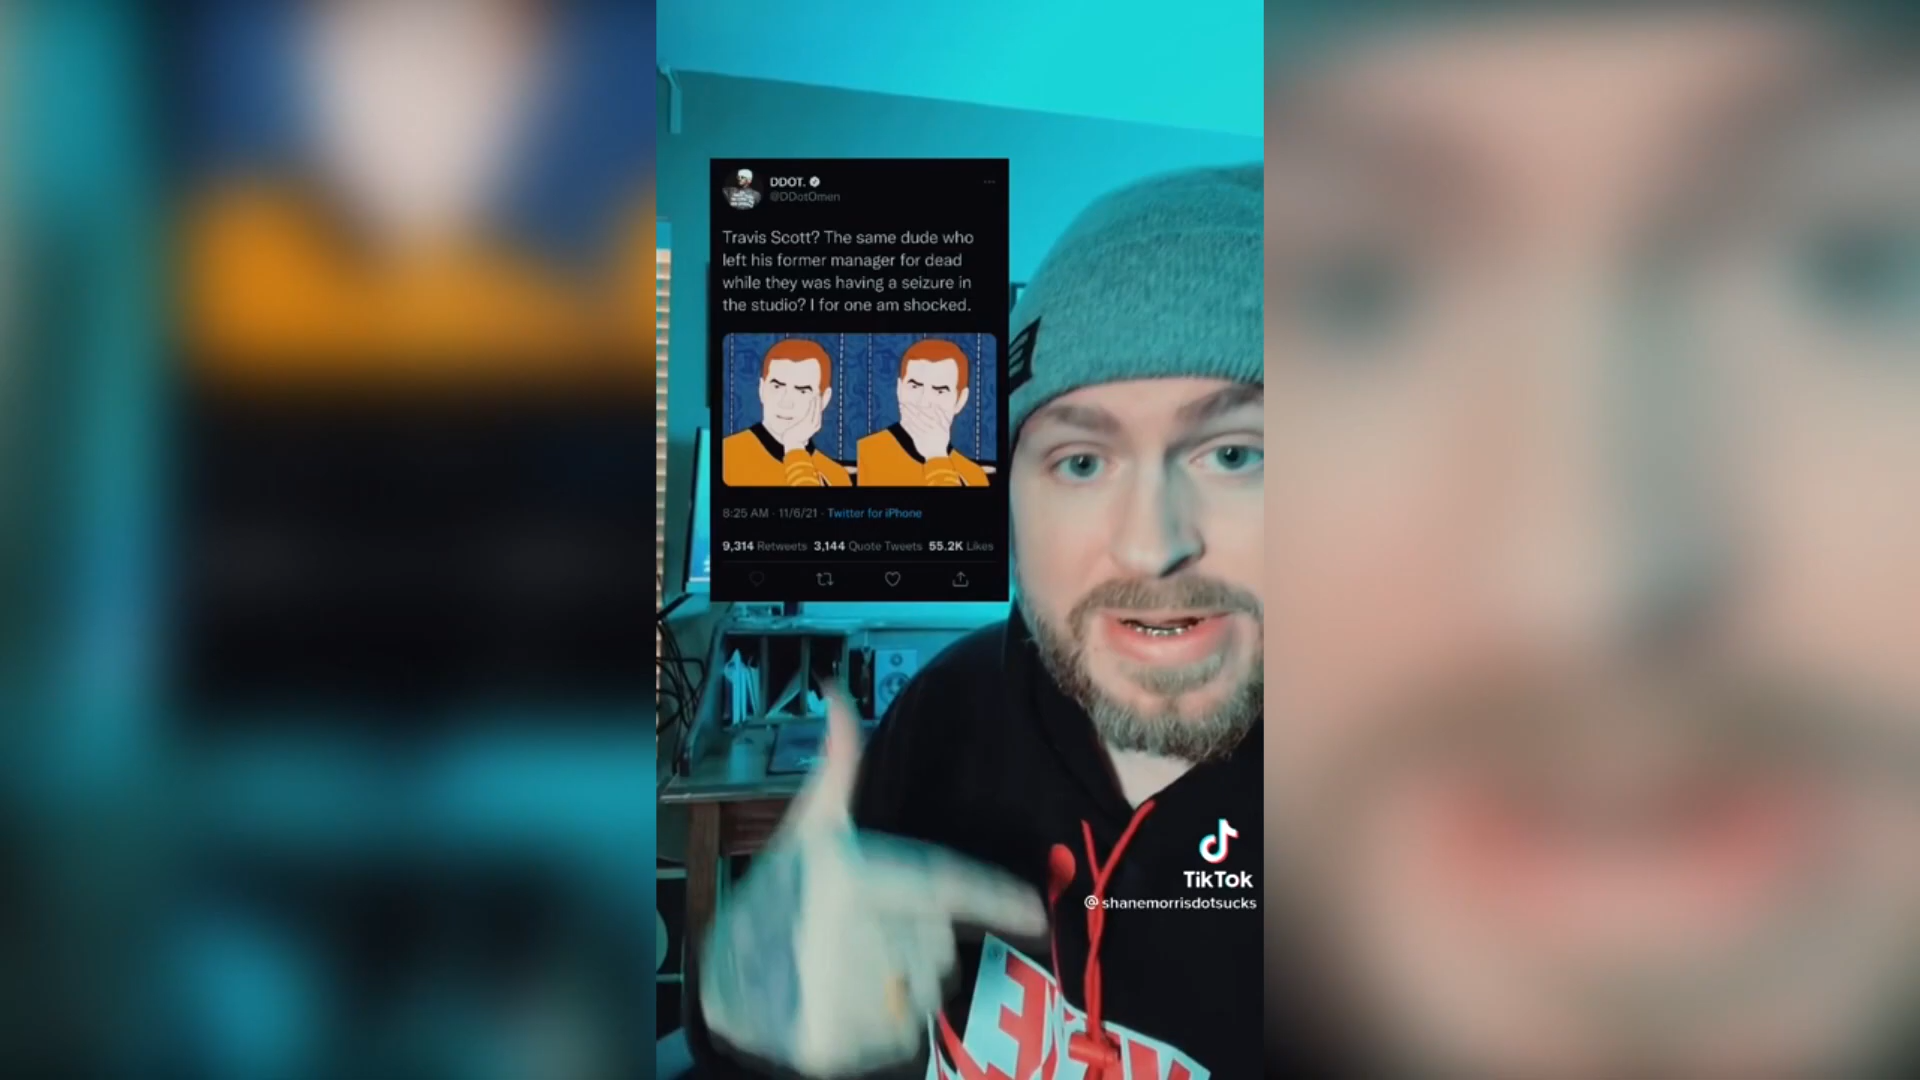 DDOT.
@DDotOmen
Travis Scott? The same dude who
left his former manager for dead
while they was having a seizure in
the studio? I for one am shocked.
8:25 AM · 11/6/21 · Twitter for iPhone
9,314 Retweets 3,144 Quote Tweets 55.2K Likes
TikTok
@shanemorrisdotsucks